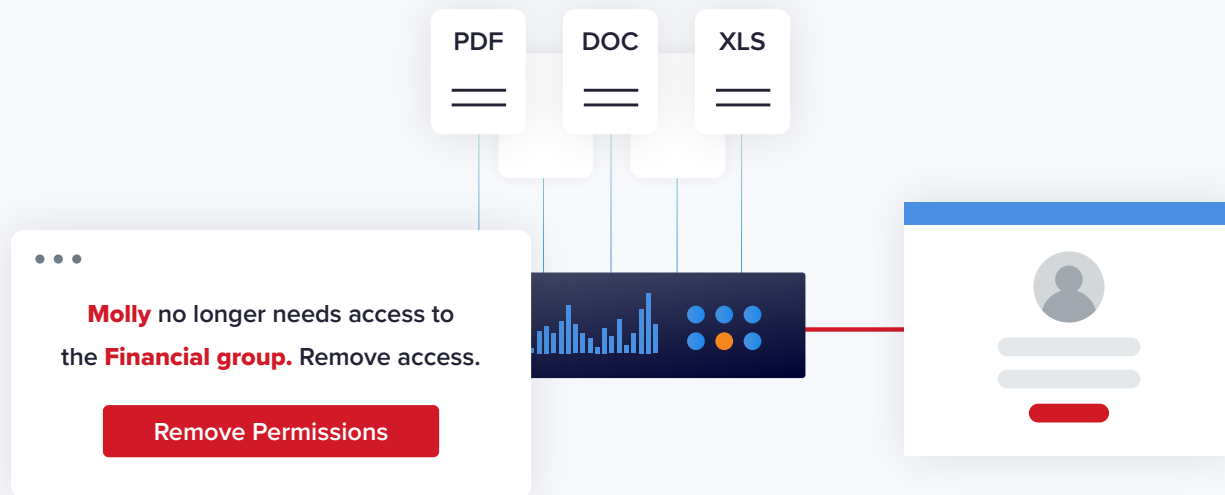 PDF
DOC
XLS
Molly no longer needs access to
the Financial group. Remove access.
Remove Permissions